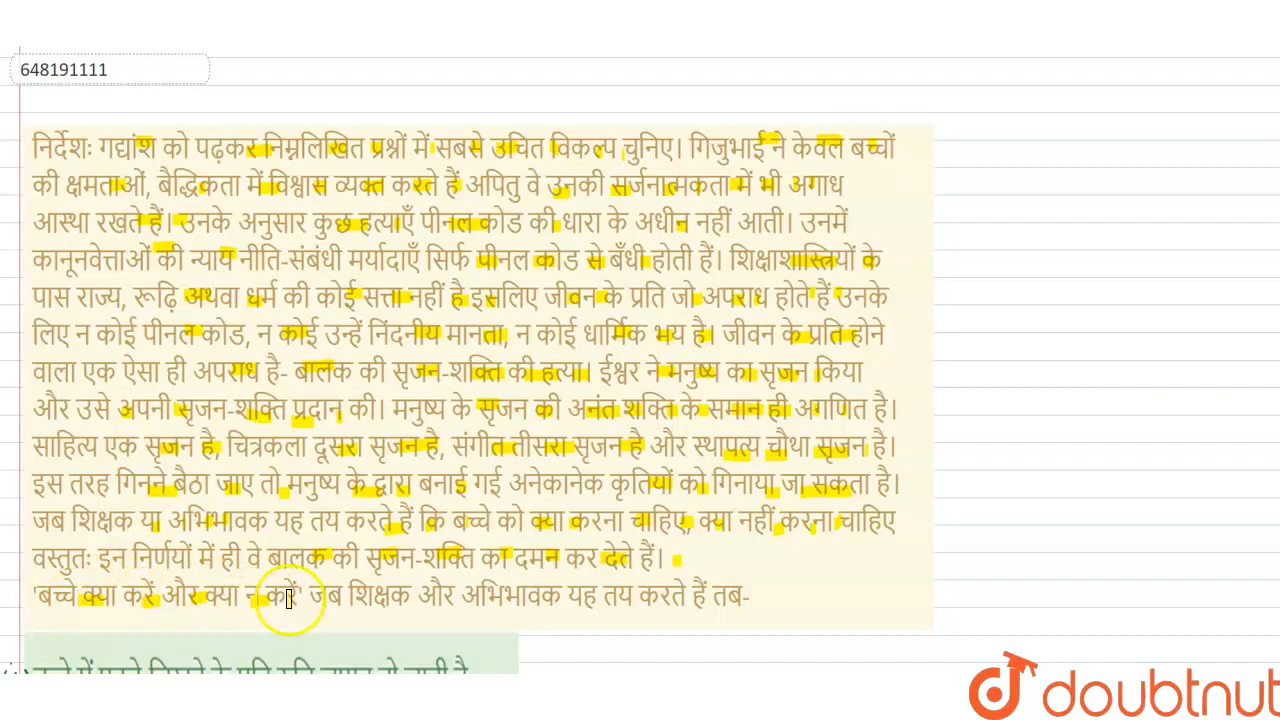 648191111
निर्देशः गद्यांश को पढ़कर निम्नलिखित प्रश्नों में सबसे उचित विकल्प चुनिए। गिजुभाई ने केवल बच्चों
की क्षमताओं, बैद्धिकता में विश्वास व्यक्त करते हैं अपितु वे उनकी सर्जनात्मकता में भी अगाध
आस्था रखते हैं। उनके अनुसार कुछ हत्याएँ पीनल कोड की धारा के अधीन नहीं आती। उनमें
कानूनवेत्ताओं की न्याय नीति-संबंधी मर्यादाएँ सिर्फ पीनल कोड से बँधी होती हैं। शिक्षाशास्त्रियों के
पास राज्य, रूढ़ि अथवा धर्म की कोई सत्ता नहीं है इसलिए जीवन के प्रति जो अपराध होते हैं उनके
लिए न कोई पीनल कोड, न कोई उन्हें निंदनीय मानता, न कोई धार्मिक भय है। जीवन के प्रति होने
वाला एक ऐसा ही अपराध है- बालक की सृजन-शक्ति की हत्या। ईश्वर ने मनुष्य का सृजन किया
और उसे अपनी सृजन-शक्ति प्रदान् की। मनुष्य के सृजन की अनंत शक्ति के समान ही अगणित है।
साहित्य एक सृजन है, चित्रकला दूसरा सृजन है, संगीत तीसरा सृजन है और स्थापत्य चौथा सृजन है।
इस तरह गिनने बैठा जाए तो मनुष्य के द्वारा बनाई गई अनेकानेक कृतियों को गिनाया जा सकता है।
जब शिक्षक या अभिभावक यह तय करते हैं कि बच्चे को क्या करना चाहिए, क्या नहीं करना चाहिए
वस्तुतः इन निर्णयों में ही वे बालक की सृजन-शक्ति का दमन कर देते हैं।
'बच्चे क्या करें और क्या न करें' जब शिक्षक और अभिभावक यह तय करते हैं तब-
doubtnut